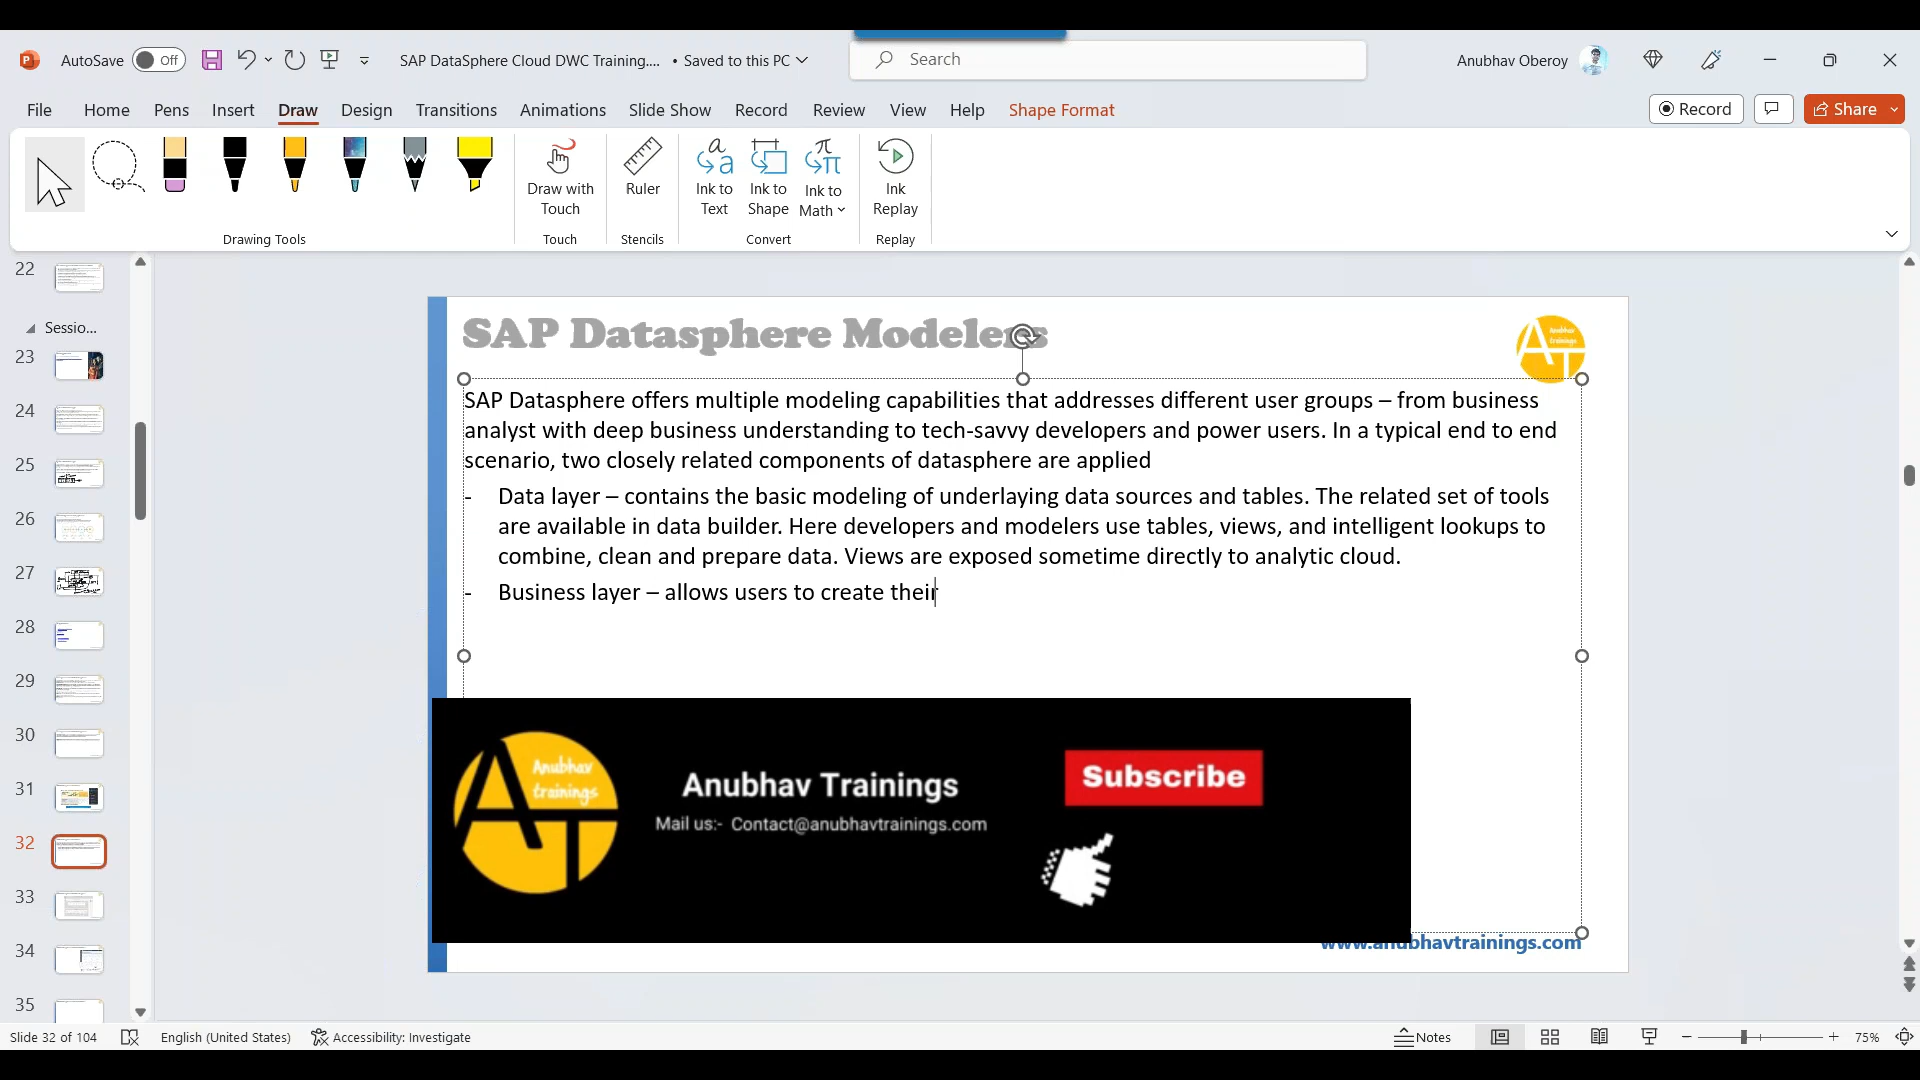 AutoSave Off SAP DataSphere Cloud DWC Training.... • Saved to this PC Search Anubhav Oberoy
File Home Pens Insert Draw Design Transitions Animations Slide Show Record Review View Help Shape Format Record Share
Draw with Touch Ruler Ink to Text Ink to Shape Ink to Math Ink Replay
Drawing Tools Touch Stencils Convert Replay
22
Sessio...
23
24
25
26
27
28
29
30
31
32
33
34
35
SAP Datasphere Modelers
Anubhav trainings
AT
SAP Datasphere offers multiple modeling capabilities that addresses different user groups – from business
analyst with deep business understanding to tech-savvy developers and power users. In a typical end to end
scenario, two closely related components of datasphere are applied
- Data layer – contains the basic modeling of underlaying data sources and tables. The related set of tools
are available in data builder. Here developers and modelers use tables, views, and intelligent lookups to
combine, clean and prepare data. Views are exposed sometime directly to analytic cloud.
- Business layer – allows users to create their
Anubhav trainings
AT
Anubhav Trainings
Mail us:- Contact@anubhavtrainings.com
Subscribe
www.anubhavtrainings.com
Slide 32 of 104 English (United States) Accessibility: Investigate Notes 75%